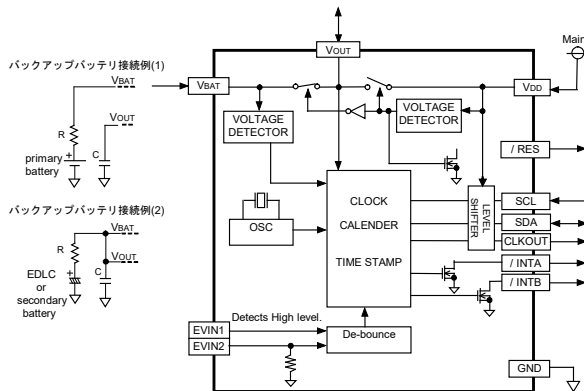 バックアップバッテリ接続例(1)
VBAT
VOUT
R
+
C
primary
battery
バックアップバッテリ接続例(2)
VBAT
R
VOUT
+
C
EDLC
or
secondary
battery
VOUT
Main
VBAT
VDD
VOLTAGE
DETECTOR
VOLTAGE
DETECTOR
/ RES
CLOCK
CALENDER
TIME STAMP
LEVEL
SHIFTER
SCL
SDA
CLKOUT
OSC
/ INTA
/ INTB
EVIN1
Detects High level.
EVIN2
De-bounce
GND